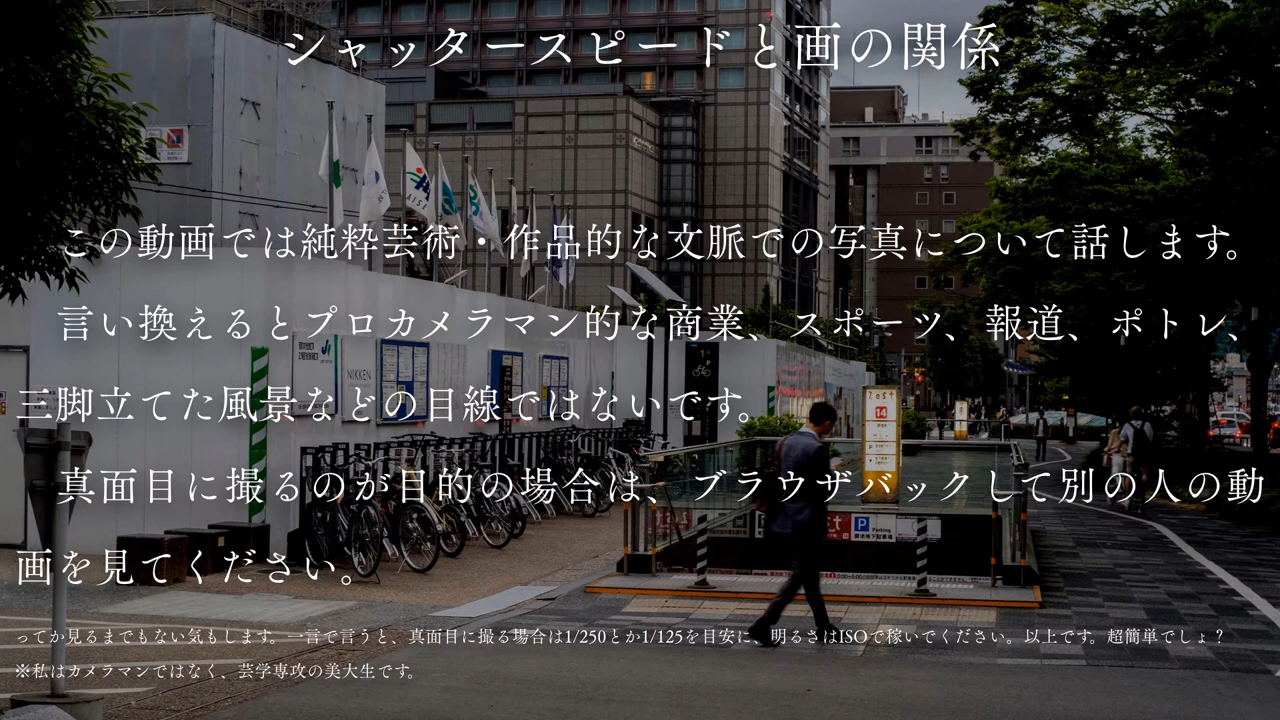 シャッタースピードと画の関係
この動画では純粋芸術・作品的な文脈での写真について話します。
言い換えるとプロカメラマン的な商業、スポーツ、報道、ポトレ、
三脚立てた風景などの目線ではないです。
真面目に撮るのが目的の場合は、ブラウザバックして別の人の動
画を見てください。
ってか見るまでもない気もします。一言で言うと、真面目に撮る場合は1/250とか1/125を目安に、明るさはISOで稼いでください。以上です。超簡単でしょ？
※私はカメラマンではなく、芸学専攻の美大生です。
NIKKEN
Zest
14
P
Parking
御池地下駐車場